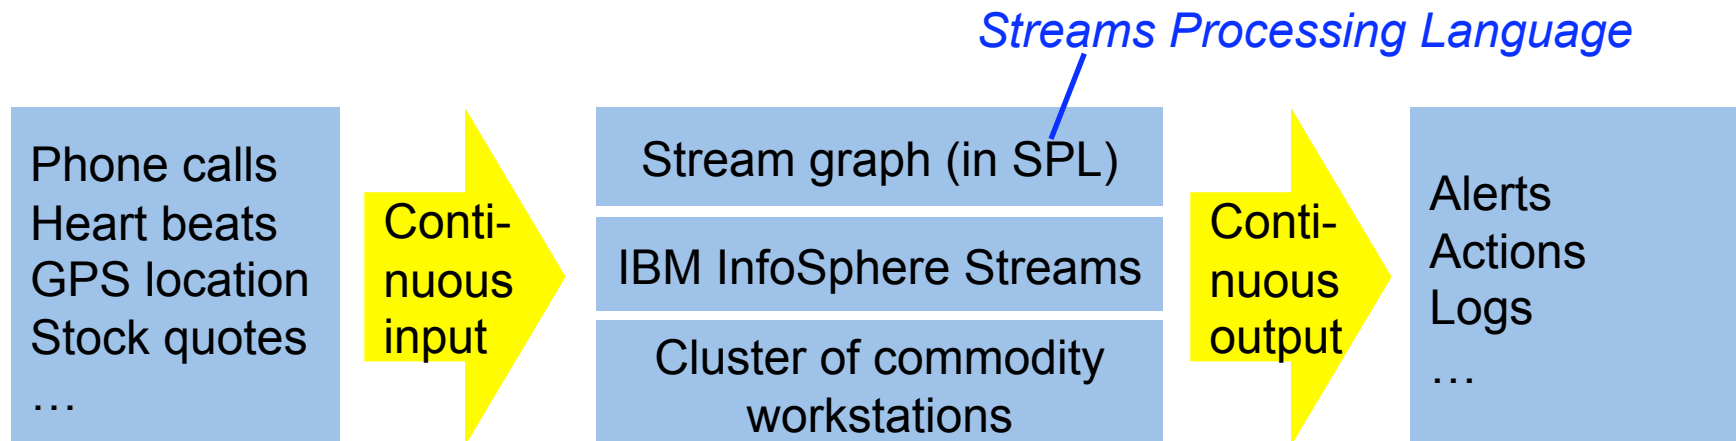 Streams Processing Language
Phone calls
Heart beats
GPS location
Stock quotes
…
Conti-
nuous
input
Stream graph (in SPL)
IBM InfoSphere Streams
Cluster of commodity
workstations
Conti-
nuous
output
Alerts
Actions
Logs
…